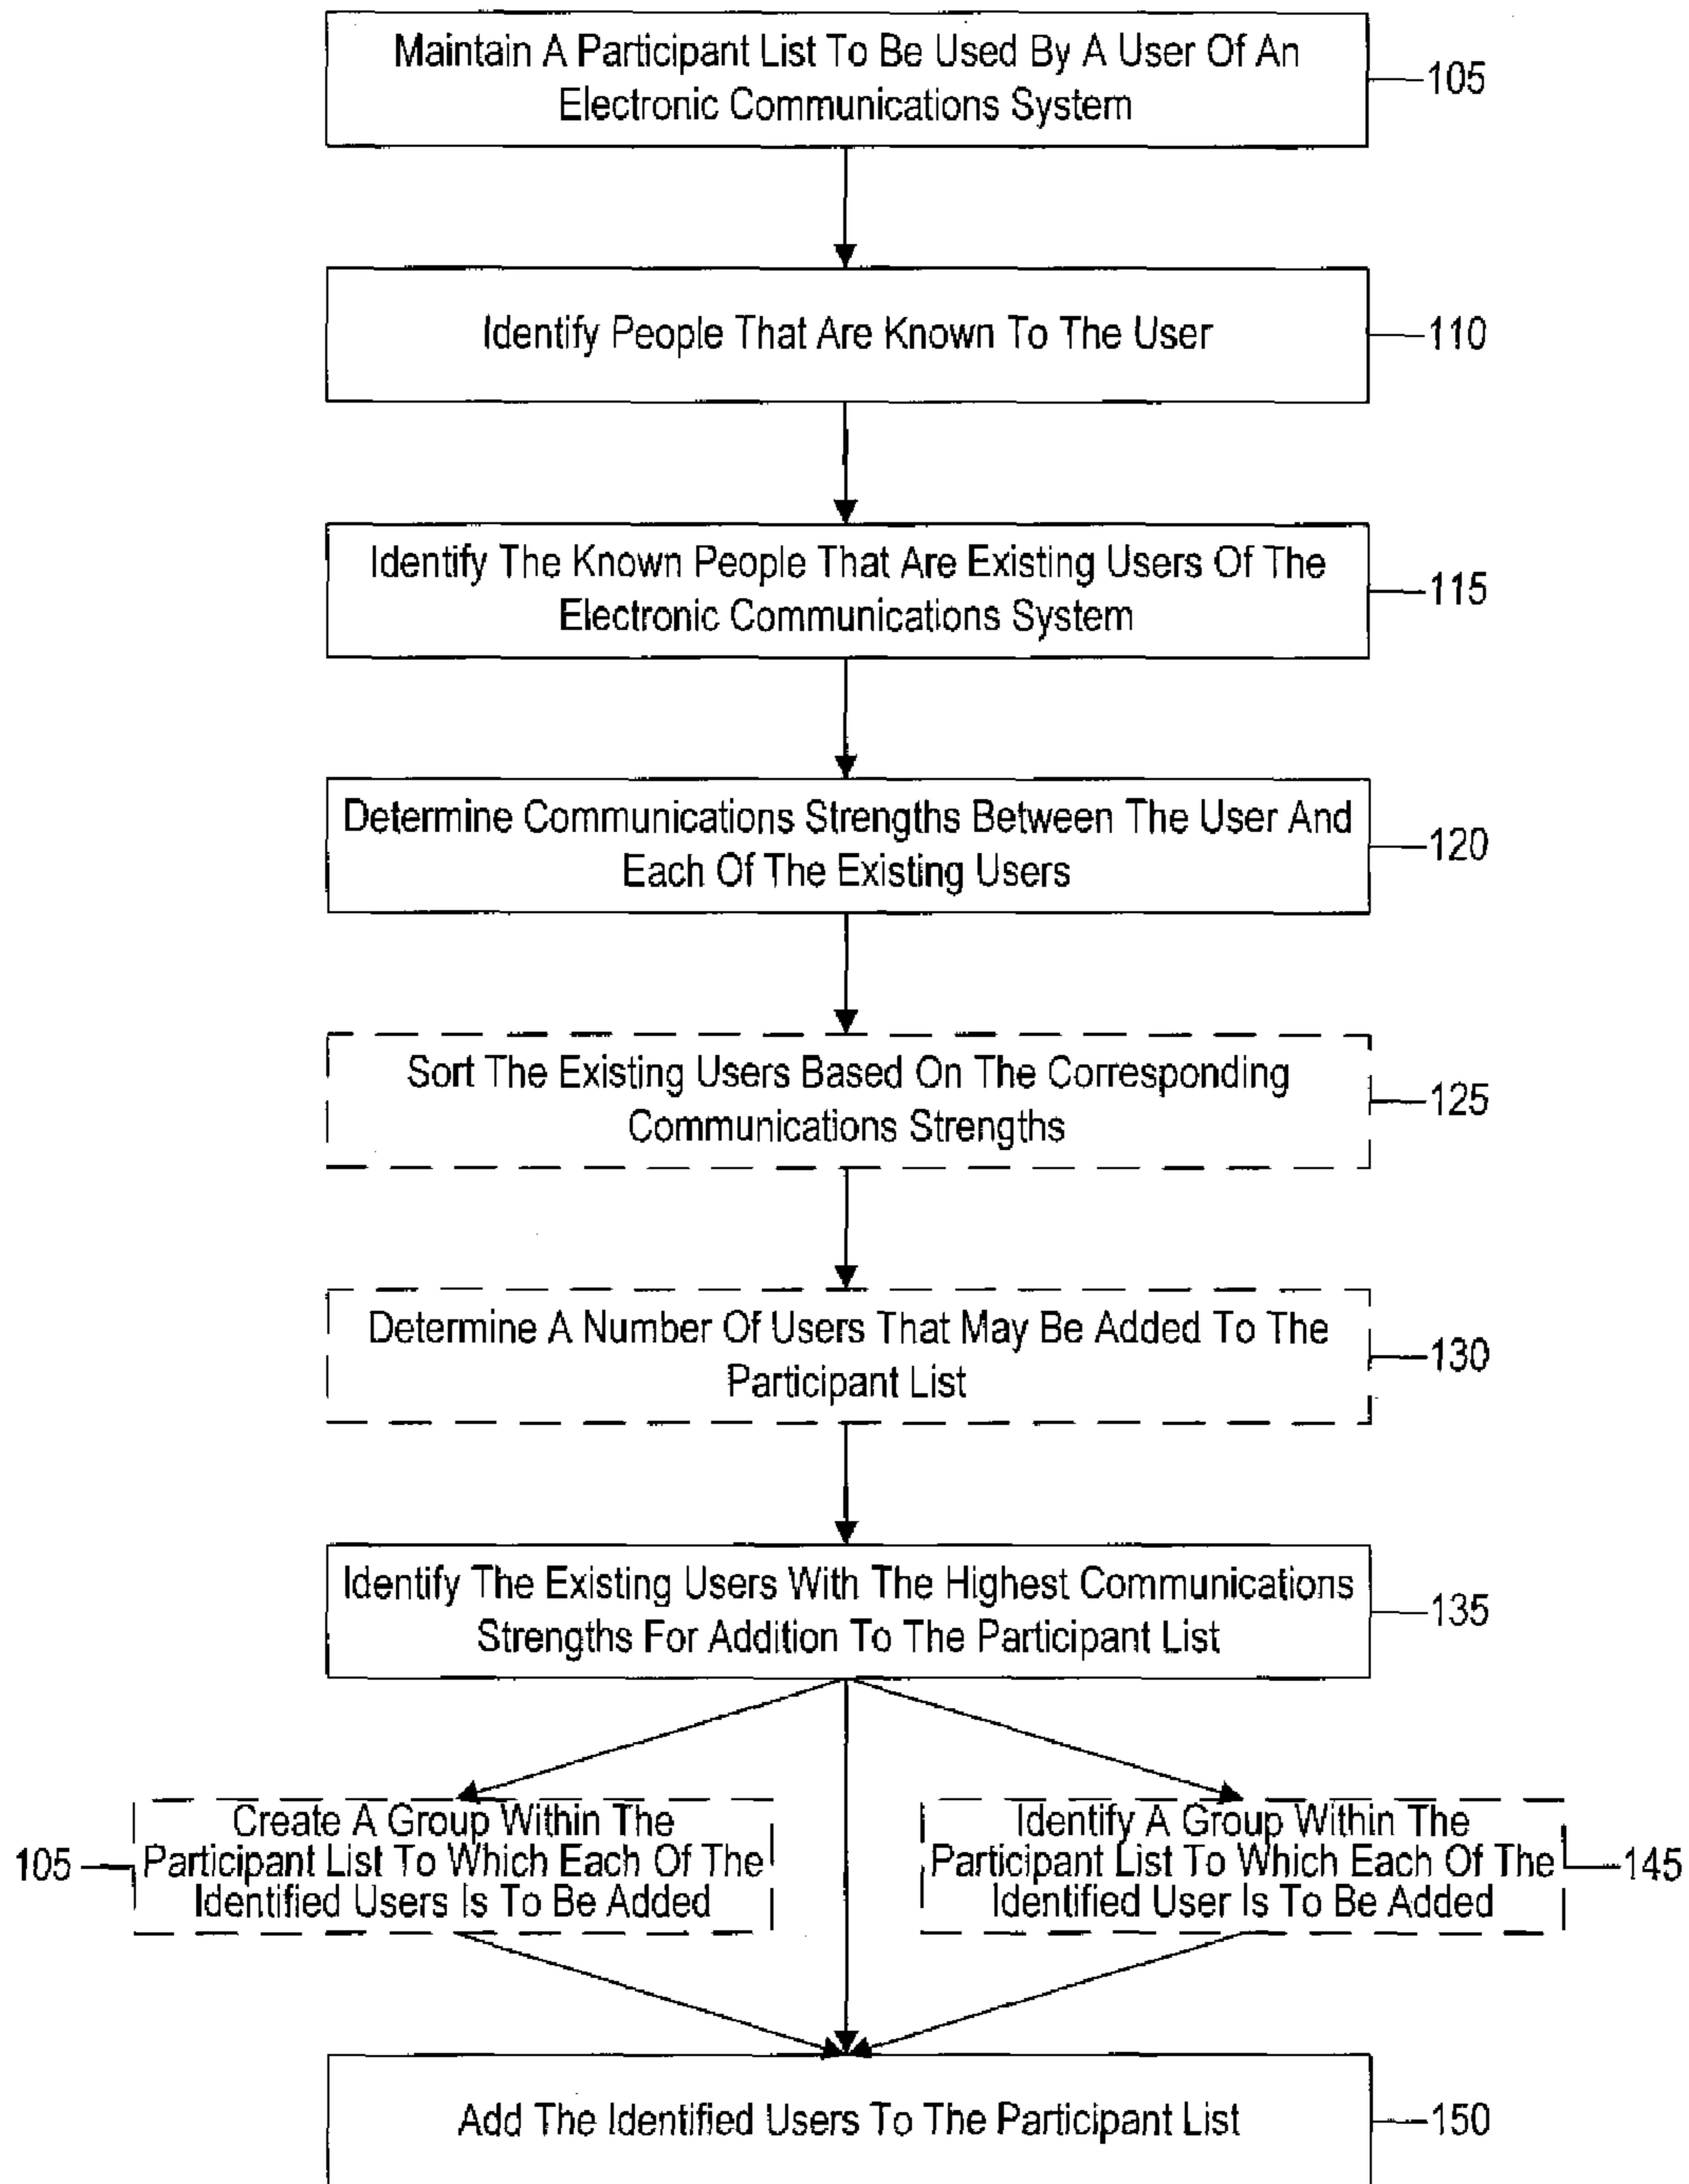 Maintain A Participant List To Be Used By A User Of An
Electronic Communications System
105
Identify People That Are Known To The User
110
Identify The Known People That Are Existing Users Of The
Electronic Communications System
115
Determine Communications Strengths Between The User And
Each Of The Existing Users
120
Sort The Existing Users Based On The Corresponding
Communications Strengths
125
Determine A Number Of Users That May Be Added To The
Participant List
130
Identify The Existing Users With The Highest Communications
Strengths For Addition To The Participant List
135
105
Create A Group Within The
Participant List To Which Each Of The
Identified Users Is To Be Added
Identify A Group Within The
Participant List To Which Each Of The
Identified User Is To Be Added
145
Add The Identified Users To The Participant List
150